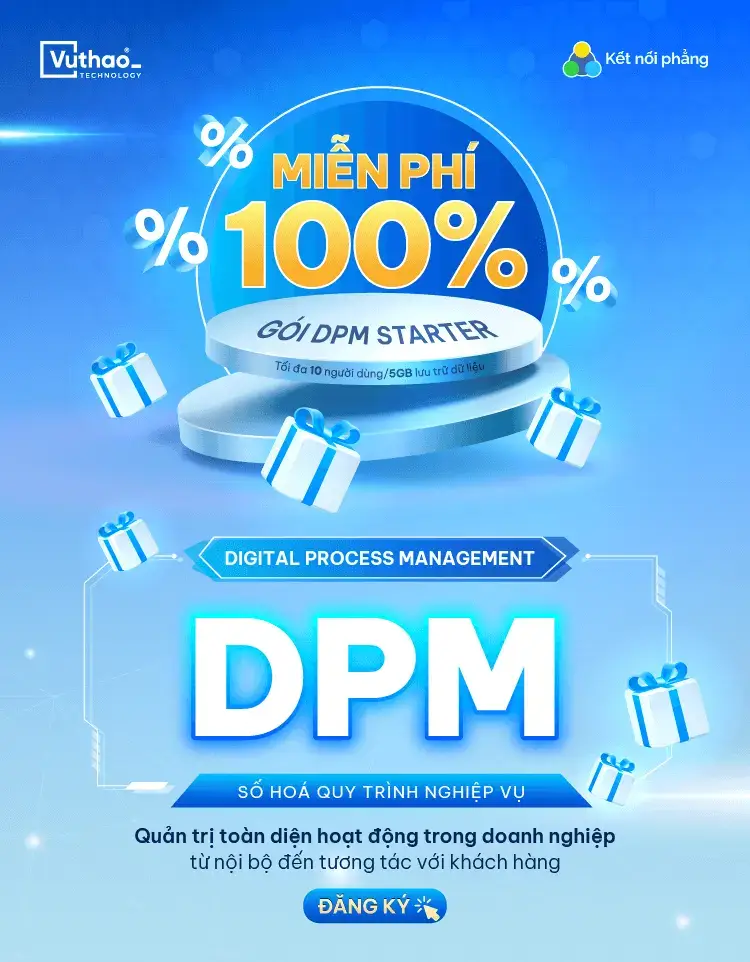 Vuthao®
TECHNOLOGY
Kết nối phẳng
%
MIỄN PHÍ
%
100%
%
GÓI DPM STARTER
Tối đa 10 người dùng/5GB lưu trữ dữ liệu
DIGITAL PROCESS MANAGEMENT
DPM
SỐ HOÁ QUY TRÌNH NGHIỆP VỤ
Quản trị toàn diện hoạt động trong doanh nghiệp
từ nội bộ đến tương tác với khách hàng
ĐĂNG KÝ